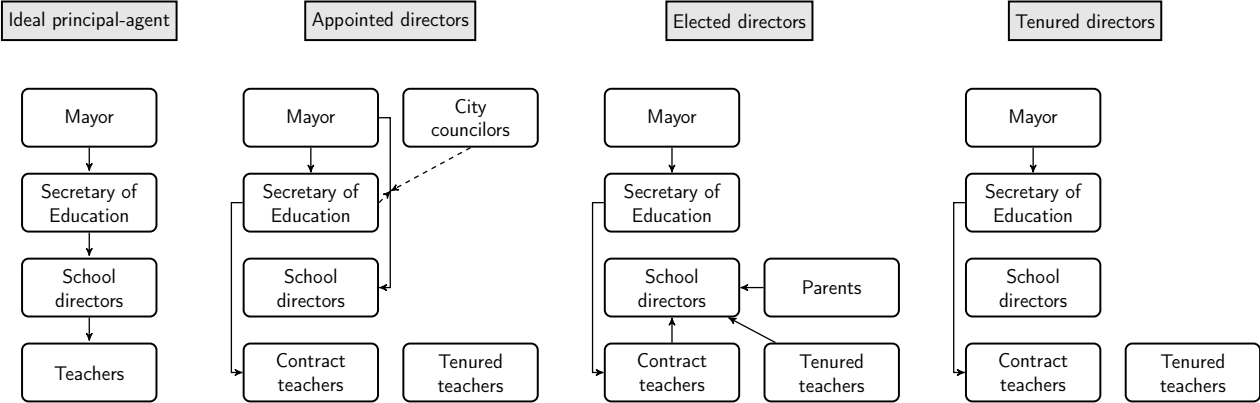 Ideal principal-agent
Appointed directors
Elected directors
Tenured directors
Mayor
Secretary of
Education
School
directors
Teachers
Mayor
City
councilors
Secretary of
Education
School
directors
Contract
teachers
Tenured
teachers
Mayor
Secretary of
Education
School
directors
Parents
Contract
teachers
Tenured
teachers
Mayor
Secretary of
Education
School
directors
Contract
teachers
Tenured
teachers